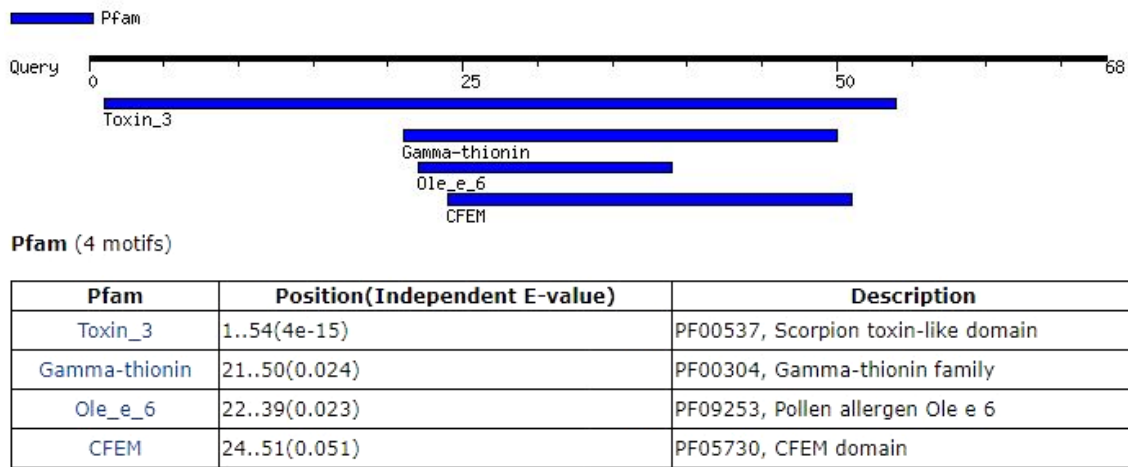 Pfam
Query
0 25 50 68
Toxin_3
Gamma-thionin
Ole_e_6
CFEM
Pfam (4 motifs)
Pfam Position(Independent E-value) Description
Toxin_3 1..54(4e-15) PF00537, Scorpion toxin-like domain
Gamma-thionin 21..50(0.024) PF00304, Gamma-thionin family
Ole_e_6 22..39(0.023) PF09253, Pollen allergen Ole e 6
CFEM 24..51(0.051) PF05730, CFEM domain